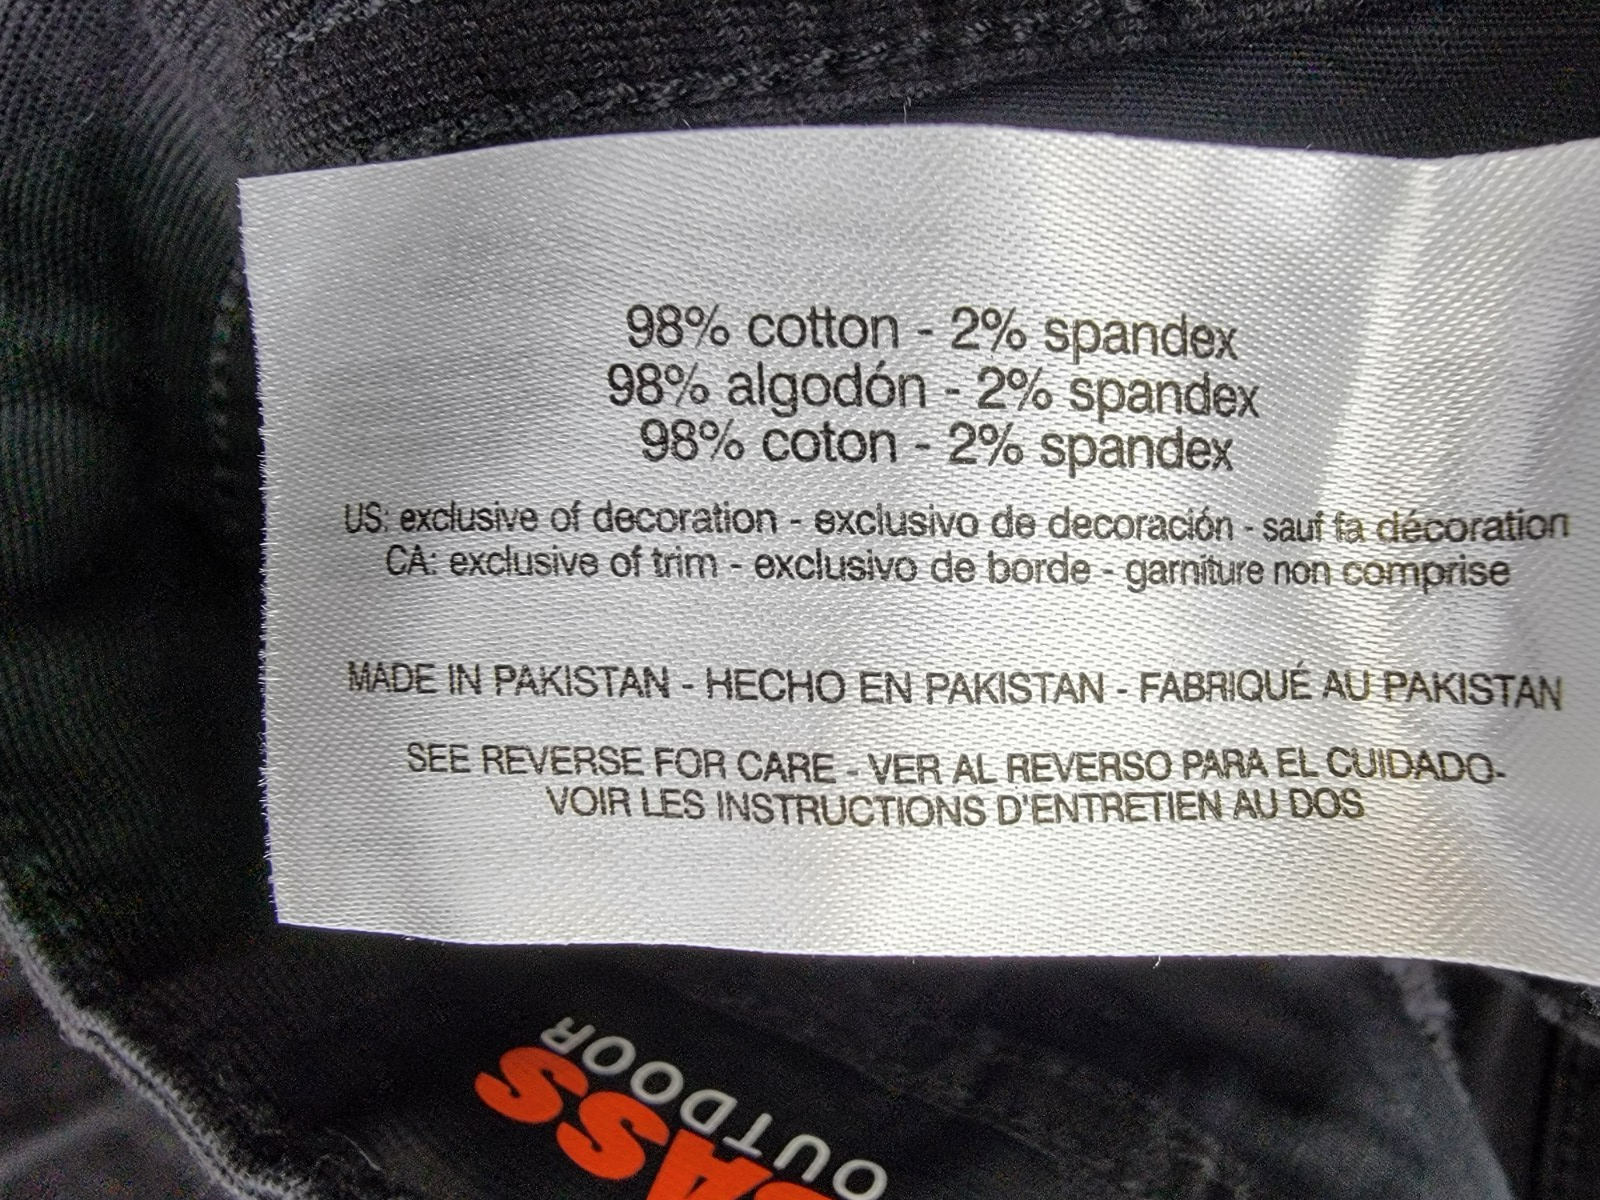 98% cotton - 2% spandex
98% algodón - 2% spandex
98% coton - 2% spandex
US: exclusive of decoration - exclusivo de decoración - sauf fa décoration
CA: exclusive of trim - exclusivo de borde - garniture non comprise
MADE IN PAKISTAN - HECHO EN PAKISTAN - FABRIQUÉ AU PAKISTAN
SEE REVERSE FOR CARE - VER AL REVERSO PARA EL CUIDADO-
VOIR LES INSTRUCTIONS D'ENTRETIEN AU DOS
ASS
OUTDOOR